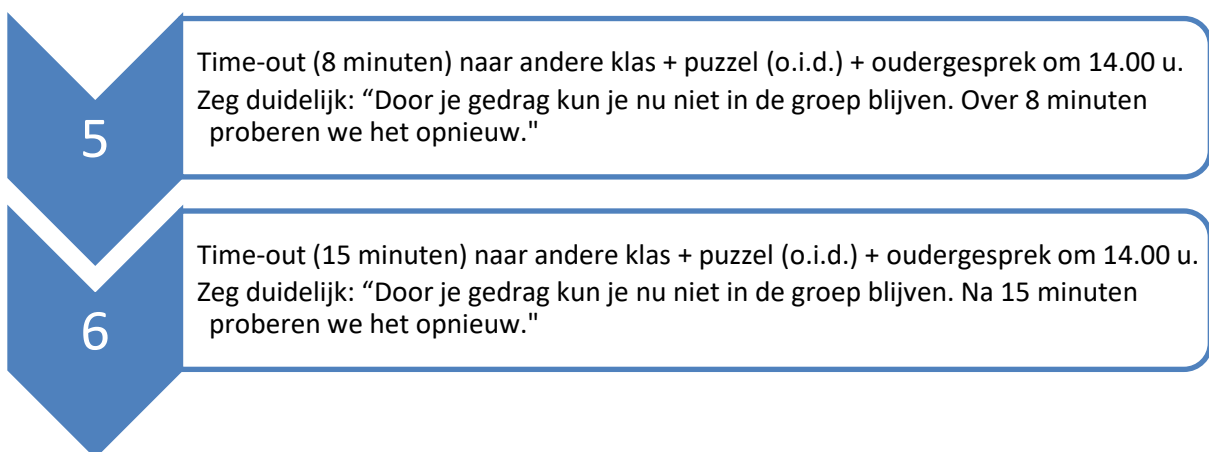 5
Time-out (8 minuten) naar andere klas + puzzel (o.i.d.) + oudergesprek om 14.00 u.
Zeg duidelijk: “Door je gedrag kun je nu niet in de groep blijven. Over 8 minuten
proberen we het opnieuw."
6
Time-out (15 minuten) naar andere klas + puzzel (o.i.d.) + oudergesprek om 14.00 u.
Zeg duidelijk: “Door je gedrag kun je nu niet in de groep blijven. Na 15 minuten
proberen we het opnieuw."